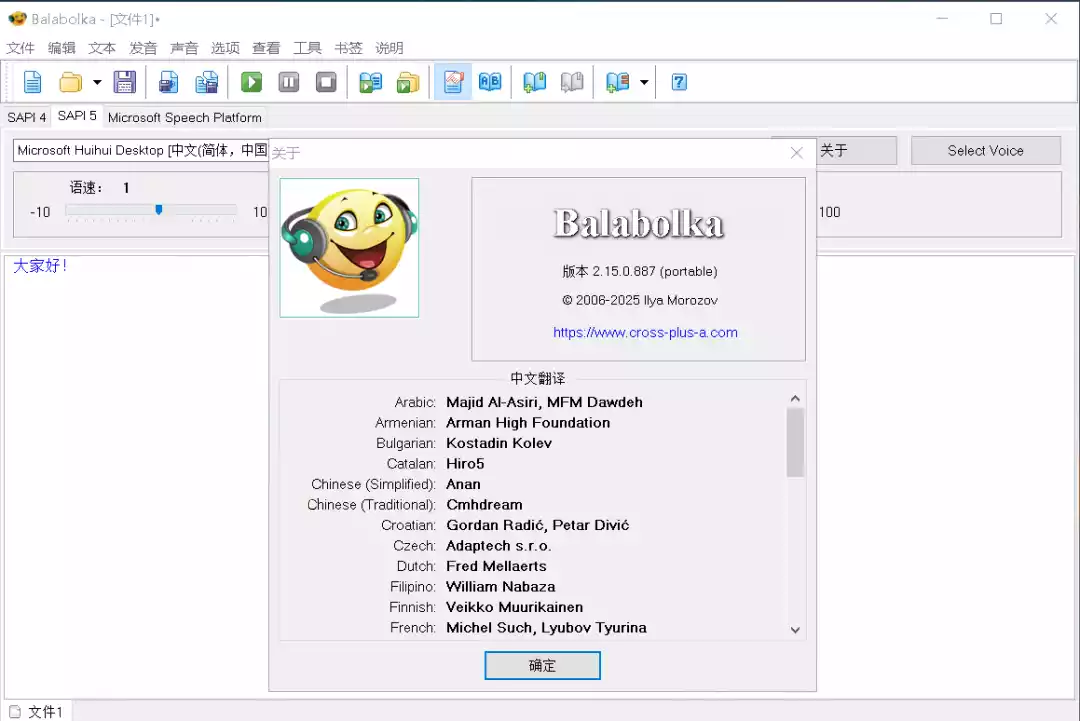 Balabolka - [文件1]•
文件 编辑 文本 发音 声音 选项 查看 工具 书签 说明
SAPI 4 SAPI 5 Microsoft Speech Platform
Microsoft Huihui Desktop [中文(简体，中国
关于
关于
Select Voice
语速： 1
-10 10
100
大家好！
Balabolka
版本 2.15.0.887 (portable)
© 2006-2025 Ilya Morozov
https://www.cross-plus-a.com
中文翻译
Arabic: Majid Al-Asiri, MFM Dawdeh
Armenian: Arman High Foundation
Bulgarian: Kostadin Kolev
Catalan: Hiro5
Chinese (Simplified): Anan
Chinese (Traditional): Cmhdream
Croatian: Gordan Radić, Petar Divić
Czech: Adaptech s.r.o.
Dutch: Fred Mellaerts
Filipino: William Nabaza
Finnish: Veikko Muurikainen
French: Michel Such, Lyubov Tyurina
确定
文件1